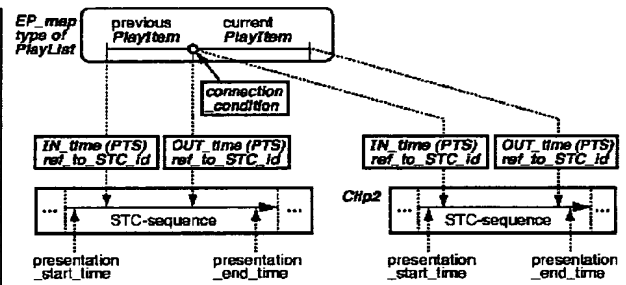 EP_map
type of
PlayList
previous
PlayItem
current
PlayItem
connection
_condition
IN_time (PTS)
ref_to_STC_id
OUT_time (PTS)
ref_to_STC_id
IN_time (PTS)
ref_to_STC_id
OUT_time (PTS)
ref_to_STC_id
... STC-sequence ...
Clip2
... STC-sequence ...
presentation
_start_time
presentation
_end_time
presentation
_start_time
presentation
_end_time